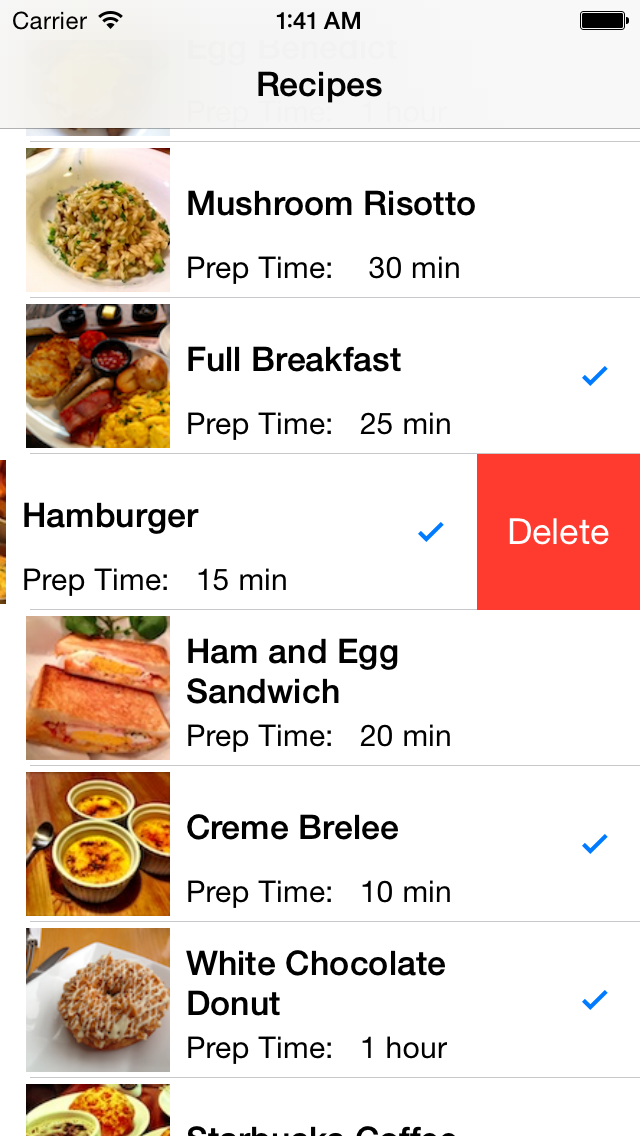 Carrier 1:41 AM
Egg Benedict
Recipes
Prep Time: 1 hour
Mushroom Risotto
Prep Time: 30 min
Full Breakfast
Prep Time: 25 min
Hamburger
Delete
Prep Time: 15 min
Ham and Egg
Sandwich
Prep Time: 20 min
Creme Brelee
Prep Time: 10 min
White Chocolate
Donut
Prep Time: 1 hour
Starbucks Coffee